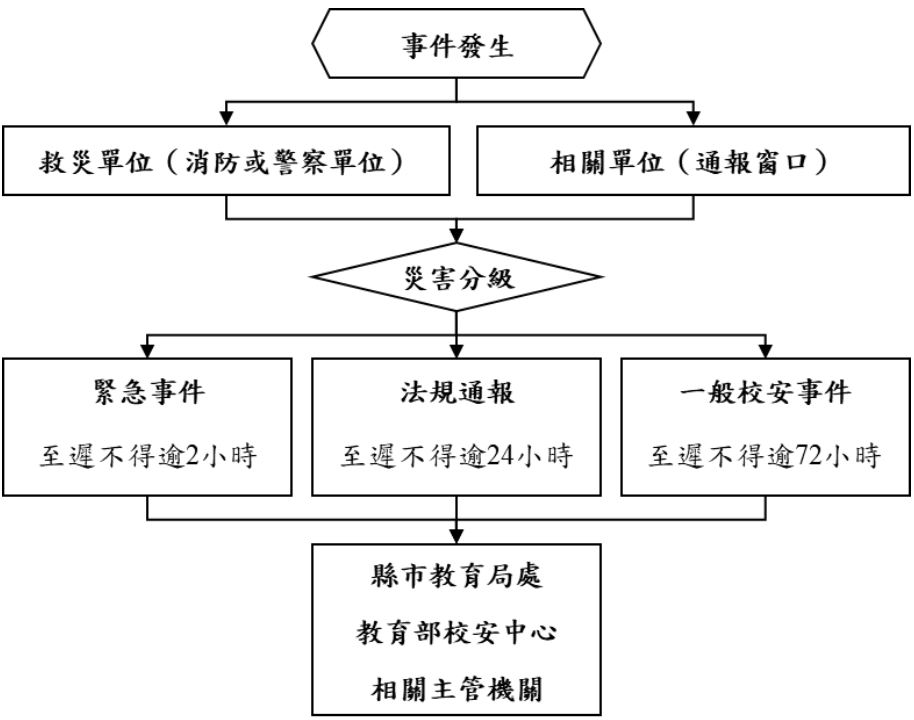 事件發生
救災單位（消防或警察單位）
相關單位（通報窗口）
災害分級
緊急事件
至遲不得逾2小時
法規通報
至遲不得逾24小時
一般校安事件
至遲不得逾72小時
縣市教育局處
教育部校安中心
相關主管機關